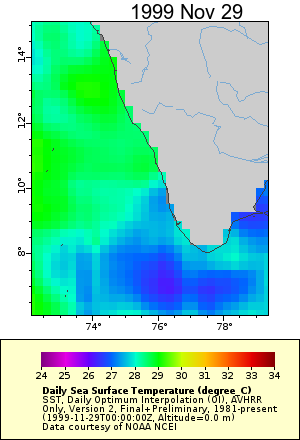 1999 Nov 29
14°
12°
10°
8°
74°
76°
78°
24 25 26 27 28 29 30 31 32 33 34
Daily Sea Surface Temperature (degree_C)
SST, Daily Optimum Interpolation (OI), AVHRR
Only, Version 2, Final+Preliminary, 1981-present
(1999-11-29T00:00:00Z, Altitude=0.0 m)
Data courtesy of NOAA NCEI